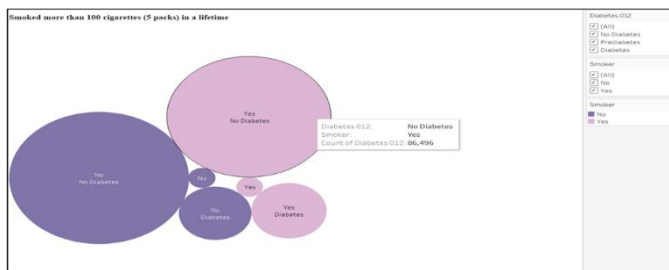 Smoked more than 100 cigarettes (5 packs) in a lifetime
Yes
No Diabetes
Diabetes 012: No Diabetes
Smoker: Yes
Count of Diabetes 012: 86,496
No
No Diabetes
No
Yes
No
Diabetes
Yes
Diabetes
Diabetes 012
(All)
No Diabetes
Prediabetes
Diabetes
Smoker
(All)
No
Yes
Smoker
No
Yes